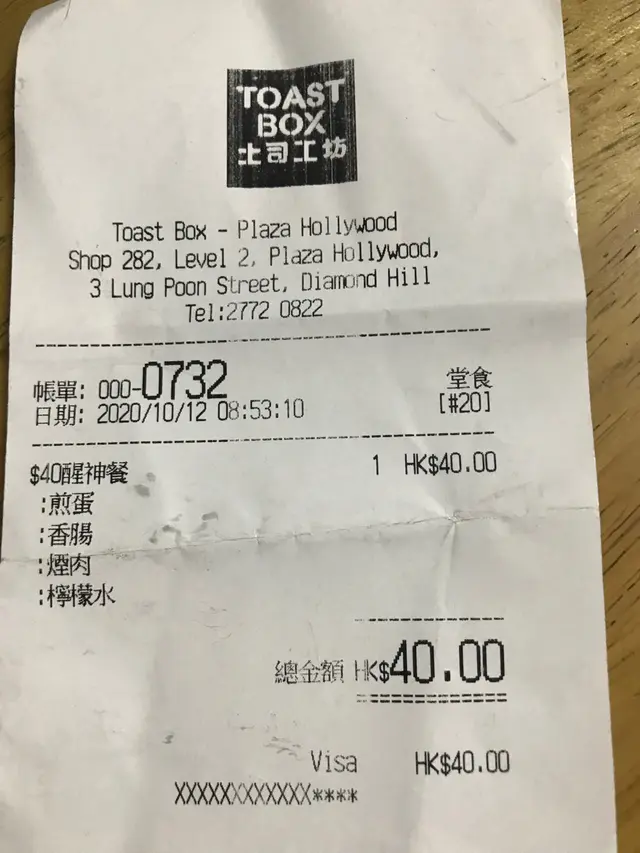 TOAST
BOX
土司工坊
Toast Box - Plaza Hollywood
Shop 282, Level 2, Plaza Hollywood,
3 Lung Poon Street, Diamond Hill
Tel:2772 0822
帳單: 000-0732 堂食
日期: 2020/10/12 08:53:10 [#20]
$40醒神餐 1 HK$40.00
:煎蛋
:香腸
:煙肉
:檸檬水
總金額 HK$40.00
Visa HK$40.00
XXXXXXXXXXXX****